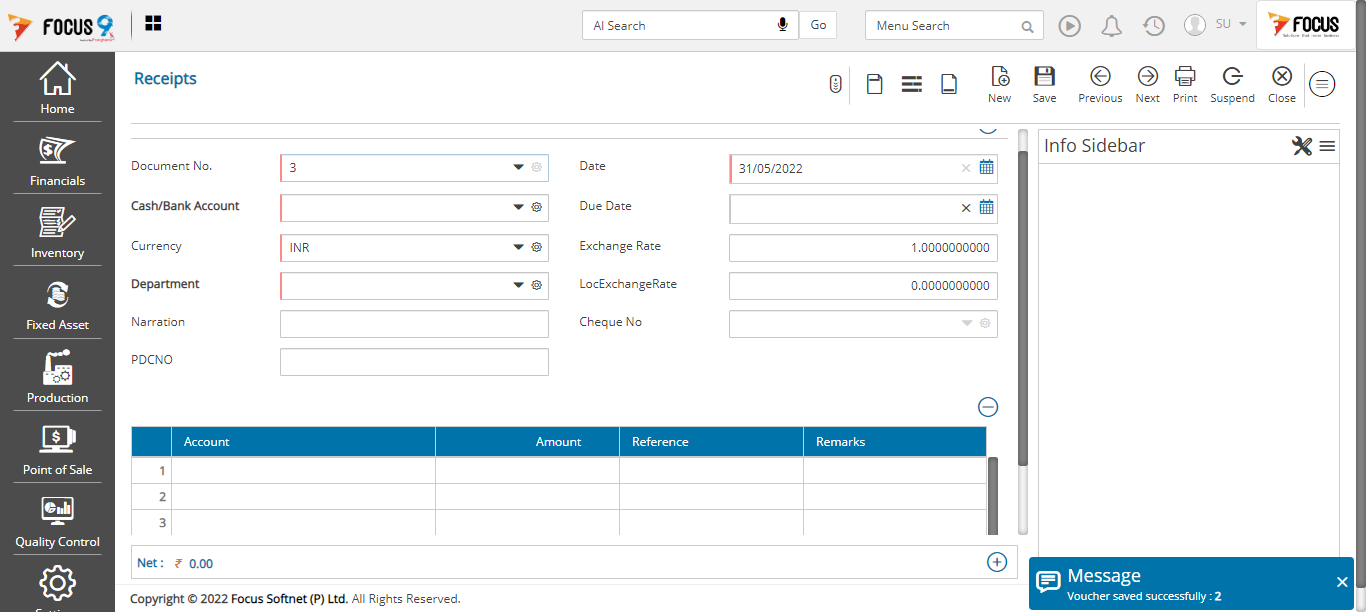 FOCUS 9
AI Search
Go
Menu Search
SU
FOCUS
Home
Financials
Inventory
Fixed Asset
Production
Point of Sale
Quality Control
Receipts
New
Save
Previous
Next
Print
Suspend
Close
Document No.
3
Date
31/05/2022
Cash/Bank Account
Due Date
Currency
INR
Exchange Rate
1.0000000000
Department
LocExchangeRate
0.0000000000
Narration
Cheque No
PDCNO
Account
Amount
Reference
Remarks
1
2
3
Net : ₹ 0.00
Info Sidebar
Message
Voucher saved successfully : 2
Copyright © 2022 Focus Softnet (P) Ltd. All Rights Reserved.